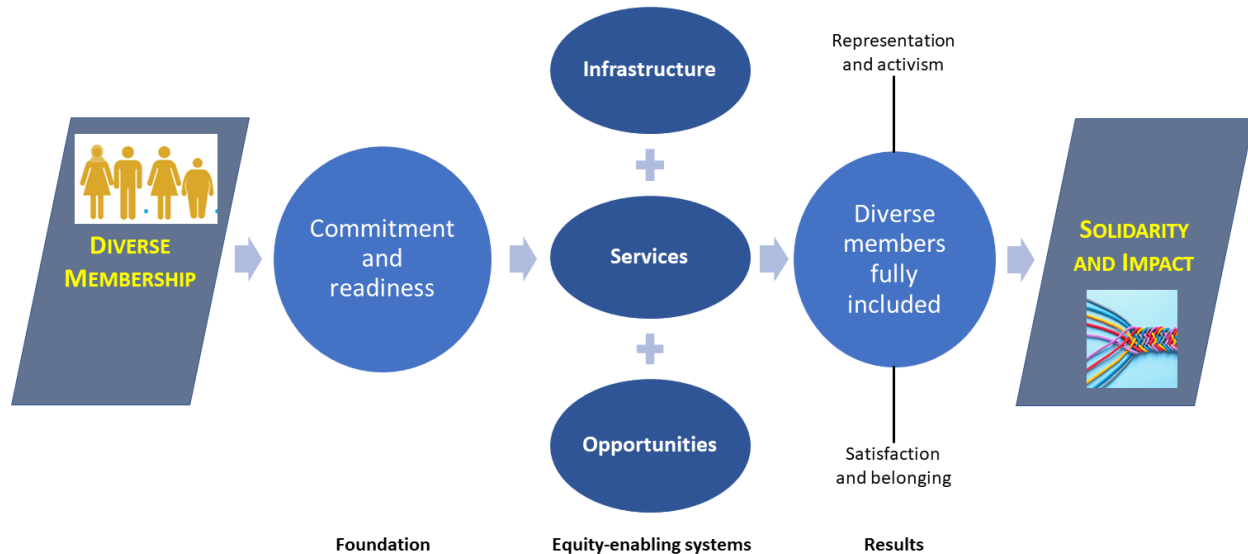 DIVERSE
MEMBERSHIP
Commitment
and
readiness
Infrastructure
Services
Opportunities
Representation
and activism
Diverse
members
fully
included
Satisfaction
and belonging
SOLIDARITY
AND IMPACT
Foundation
Equity-enabling systems
Results